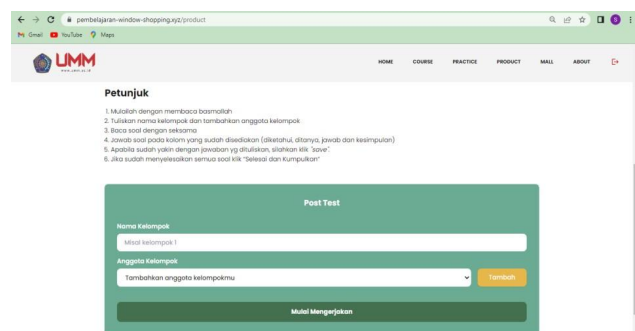 pembelajaran-window-shopping.xyz/product
Gmail YouTube Maps
UMM
www.umm.ac.id
HOME COURSE PRACTICE PRODUCT MALL ABOUT
Petunjuk
1. Mulailah dengan membaca basmallah
2. Tuliskan nama kelompok dan tambahkan anggota kelompok
3. Baca soal dengan seksama
4. Jawab soal pada kolom yang sudah disediakan (diketahui, ditanya, jawab dan kesimpulan)
5. Apabila sudah yakin dengan jawaban yg dituliskan, silahkan klik "save".
6. Jika sudah menyelesaikan semua soal klik "Selesai dan Kumpulkan"
Post Test
Nama Kelompok
Misal kelompok 1
Anggota Kelompok
Tambahkan anggota kelompokmu
Tambah
Mulai Mengerjakan